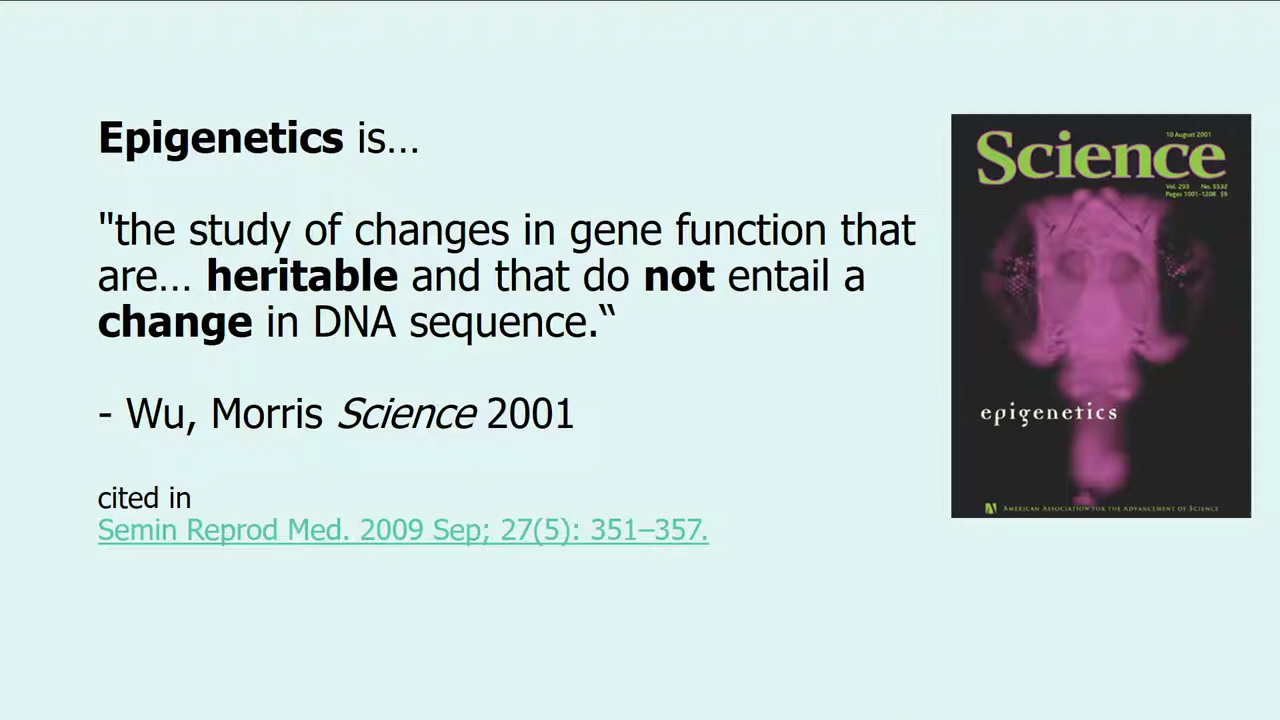 Epigenetics is...
"the study of changes in gene function that
are... heritable and that do not entail a
change in DNA sequence.“
- Wu, Morris Science 2001
cited in
Semin Reprod Med. 2009 Sep; 27(5): 351–357.
10 August 2001
Science
Vol. 293 No. 5532
Pages 1001–1208 $9
epigenetics
AMERICAN ASSOCIATION FOR THE ADVANCEMENT OF SCIENCE